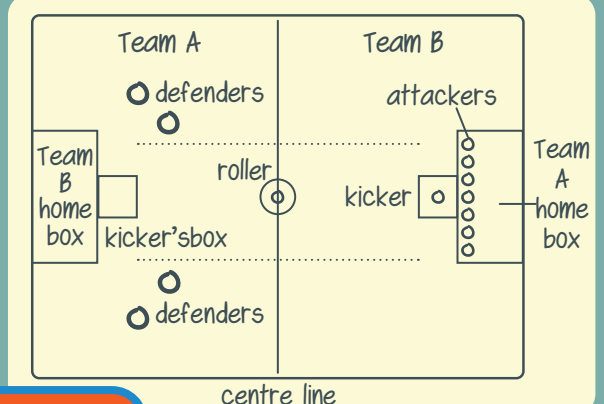 Team A
Team B
defenders
attackers
Team
B
home
box
roller
kicker
Team
A
home
box
kicker'sbox
defenders
centre line